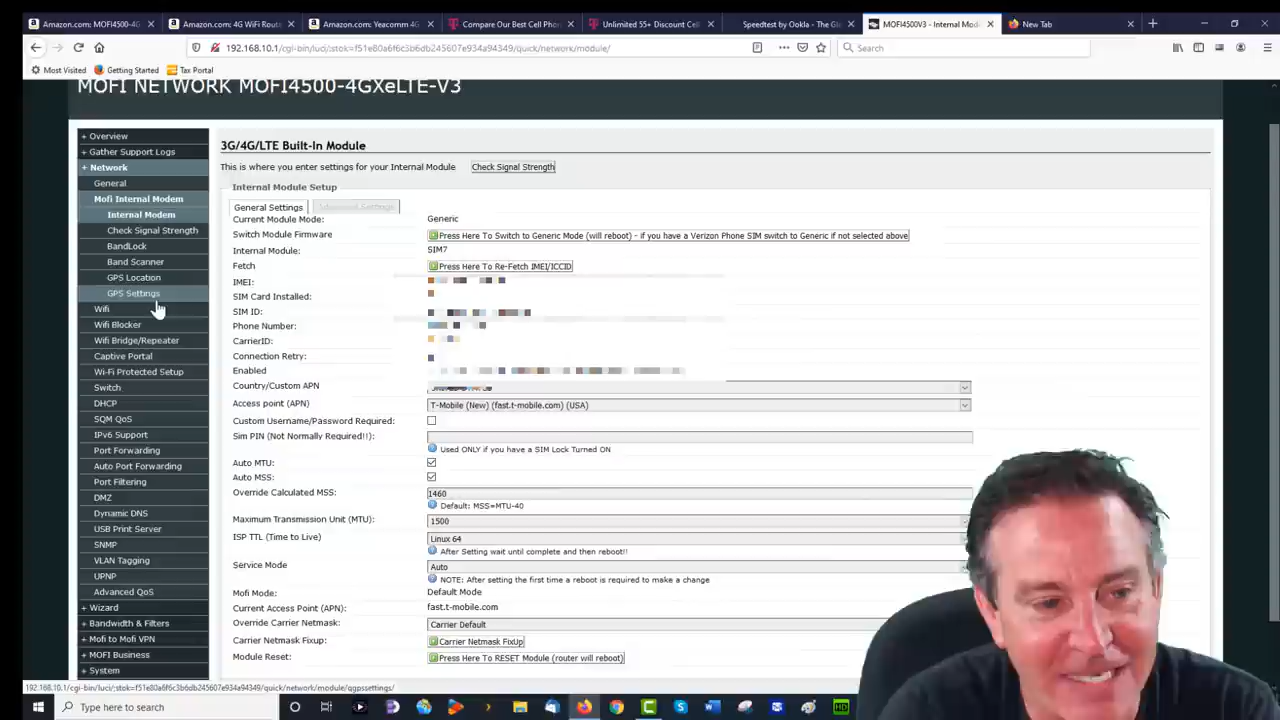 Amazon.com: MOFI4500-4G
Amazon.com: 4G WiFi Rout
Amazon.com: Yeacomm 4G
Compare Our Best Cell Phon
Unlimited 55+ Discount Cell
Speedtest by Ookla - The Gl
MOFI4500V3 - Internal Mod
New Tab
192.168.10.1/cgi-bin/luci/;stok=f51e80a6f6c3b6db067930e934a94349/quick/network/module/
Search
Most Visited
Getting Started
Tax Portal
MOFI NETWORK MOFI4500-4GXeLTE-V3
+ Overview
+ Gather Support Logs
+ Network
General
Mofi Internal Modem
Internal Modem
Check Signal Strength
BandLock
Band Scanner
GPS Location
GPS Settings
Wifi
Wifi Blocker
Wifi Bridge/Repeater
Captive Portal
Wi-Fi Protected Setup
Switch
DHCP
SQM QoS
IPv6 Support
Port Forwarding
Auto Port Forwarding
Port Filtering
DMZ
Dynamic DNS
USB Print Server
SNMP
VLAN Tagging
UPNP
Advanced QoS
+ Wizard
+ Bandwidth & Filters
+ Mofi to Mofi VPN
+ MOFI Business
+ System
3G/4G/LTE Built-In Module
This is where you enter settings for your Internal Module Check Signal Strength
Internal Module Setup
General Settings
Advanced Settings
Current Module Mode: Generic
Switch Module Firmware Press Here To Switch to Generic Mode (will reboot) - if you have a Verizon Phone SIM switch to Generic if not selected above
Internal Module: SIM7
Fetch Press Here To Re-Fetch IMEI/ICCID
IMEI:
SIM Card Installed:
SIM ID:
Phone Number:
CarrierID:
Connection Retry:
Enabled
Country/Custom APN
Access point (APN) T-Mobile (New) (fast.t-mobile.com) (USA)
Custom Username/Password Required:
Sim PIN (Not Normally Required!!):
Used ONLY if you have a SIM Lock Turned ON
Auto MTU:
Auto MSS:
Override Calculated MSS: 1460
Default: MSS=MTU-40
Maximum Transmission Unit (MTU): 1500
ISP TTL (Time to Live) Linux 64
After Setting wait until complete and then reboot!!
Service Mode Auto
NOTE: After setting the first time a reboot is required to make a change
Mofi Mode: Default Mode
Current Access Point (APN): fast.t-mobile.com
Override Carrier Netmask: Carrier Default
Carrier Netmask Fixup: Carrier Netmask FixUp
Module Reset: Press Here To RESET Module (router will reboot)
192.168.10.1/cgi-bin/luci/;stok=f51e80a6f6c3b6db067930e934a94349/quick/network/module/qgpssettings/
Type here to search